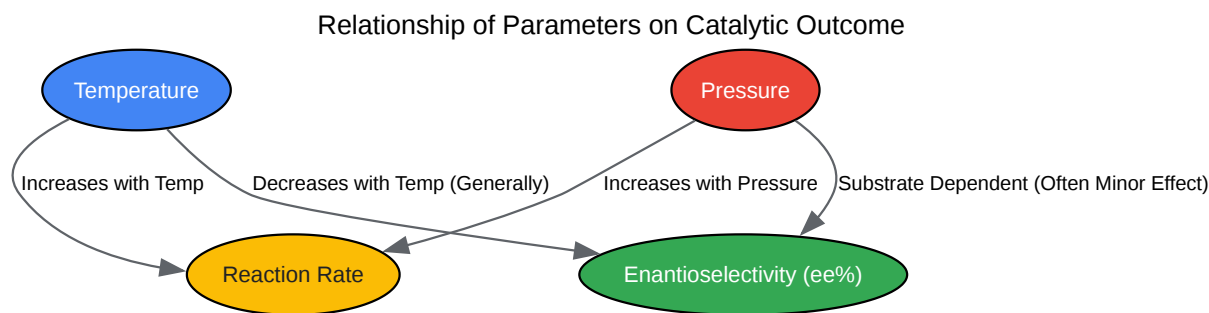 Relationship of Parameters on Catalytic Outcome
Temperature
Pressure
Increases with Temp
Decreases with Temp (Generally)
Increases with Pressure
Substrate Dependent (Often Minor Effect)
Reaction Rate
Enantioselectivity (ee%)